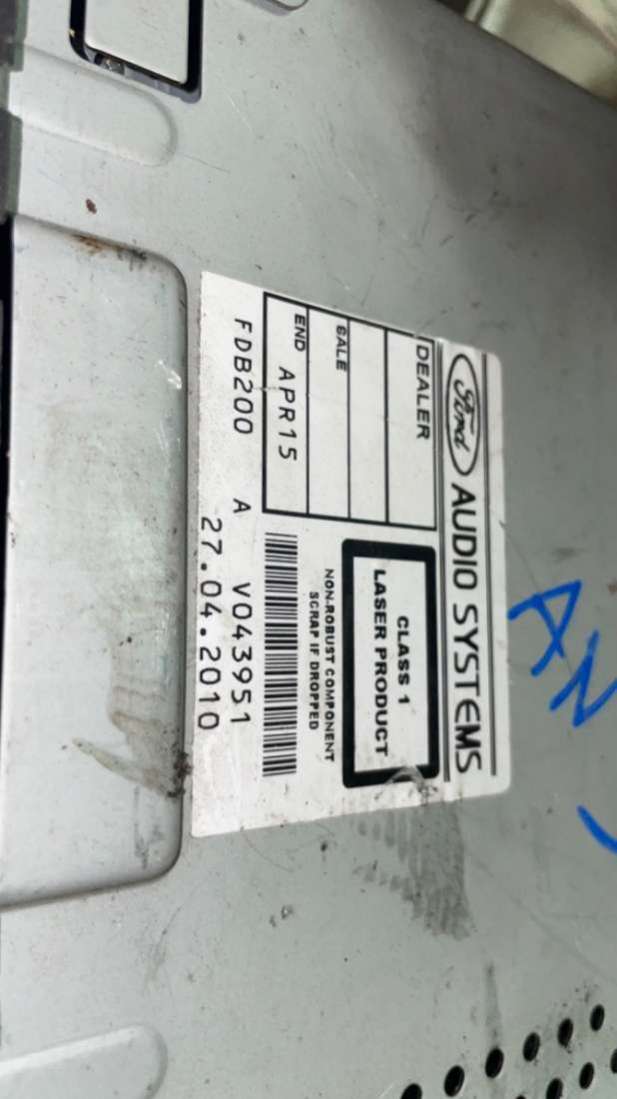 Ford AUDIO SYSTEMS
DEALER
SALE
END APR15
CLASS 1
LASER PRODUCT
NON-ROBUST COMPONENT
SCRAP IF DROPPED
FDB200 A V043951
27.04.2010
AN